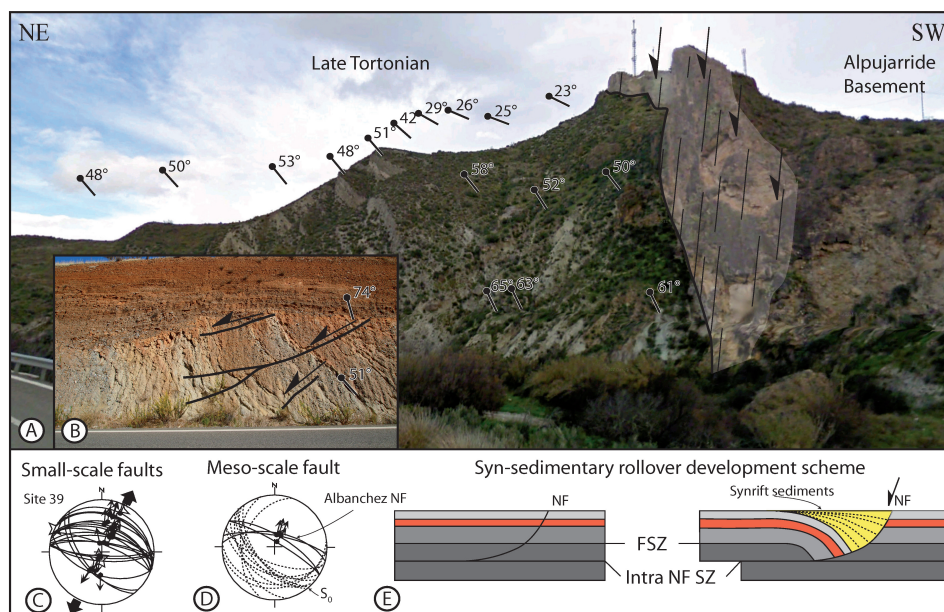 NE
SW
Late Tortonian
Alpujarride
Basement
23°
26°
29°
25°
42°
51°
48°
53°
50°
48°
58°
52°
50°
65°
63°
61°
74°
51°
A
B
Small-scale faults
Meso-scale fault
Syn-sedimentary rollover development scheme
Site 39
N
N
Albanchez NF
S₀
C
D
E
NF
Synrift sediments
NF
FSZ
Intra NF SZ